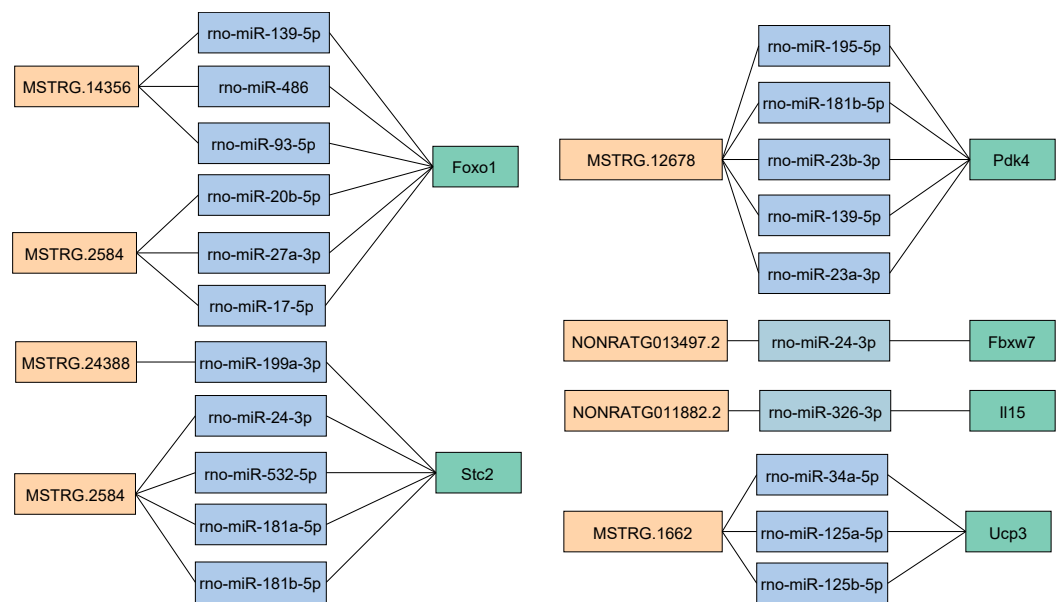 rno-miR-139-5p
MSTRG.14356
rno-miR-486
rno-miR-93-5p
Foxo1
rno-miR-20b-5p
MSTRG.2584
rno-miR-27a-3p
rno-miR-17-5p
MSTRG.24388
rno-miR-199a-3p
rno-miR-24-3p
rno-miR-532-5p
Stc2
MSTRG.2584
rno-miR-181a-5p
rno-miR-181b-5p
rno-miR-195-5p
rno-miR-181b-5p
MSTRG.12678
rno-miR-23b-3p
Pdk4
rno-miR-139-5p
rno-miR-23a-3p
NONRATG013497.2
rno-miR-24-3p
Fbxw7
NONRATG011882.2
rno-miR-326-3p
Il15
rno-miR-34a-5p
MSTRG.1662
rno-miR-125a-5p
Ucp3
rno-miR-125b-5p